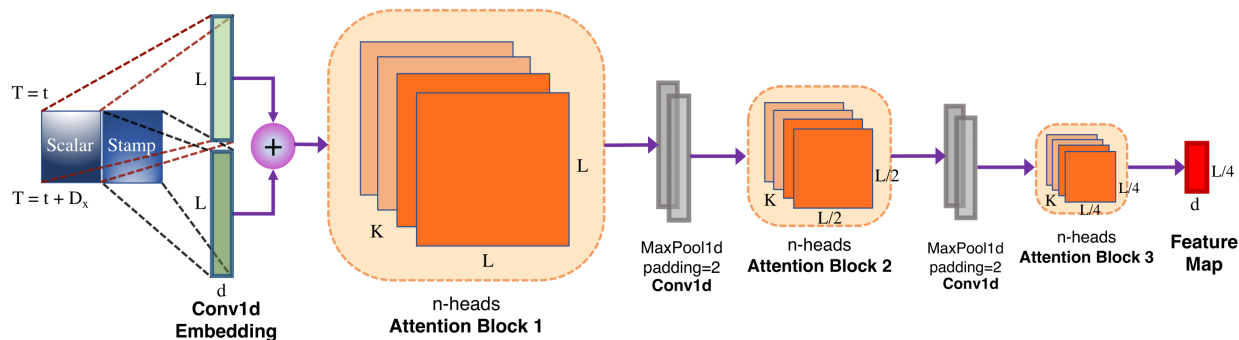 T = t
Scalar
Stamp
T = t + Dₓ
L
L
d
Conv1d
Embedding
+
K
L
L
n-heads
Attention Block 1
MaxPool1d
padding=2
Conv1d
K
L/2
L/2
n-heads
Attention Block 2
MaxPool1d
padding=2
Conv1d
K
L/4
L/4
n-heads
Attention Block 3
L/4
d
Feature
Map